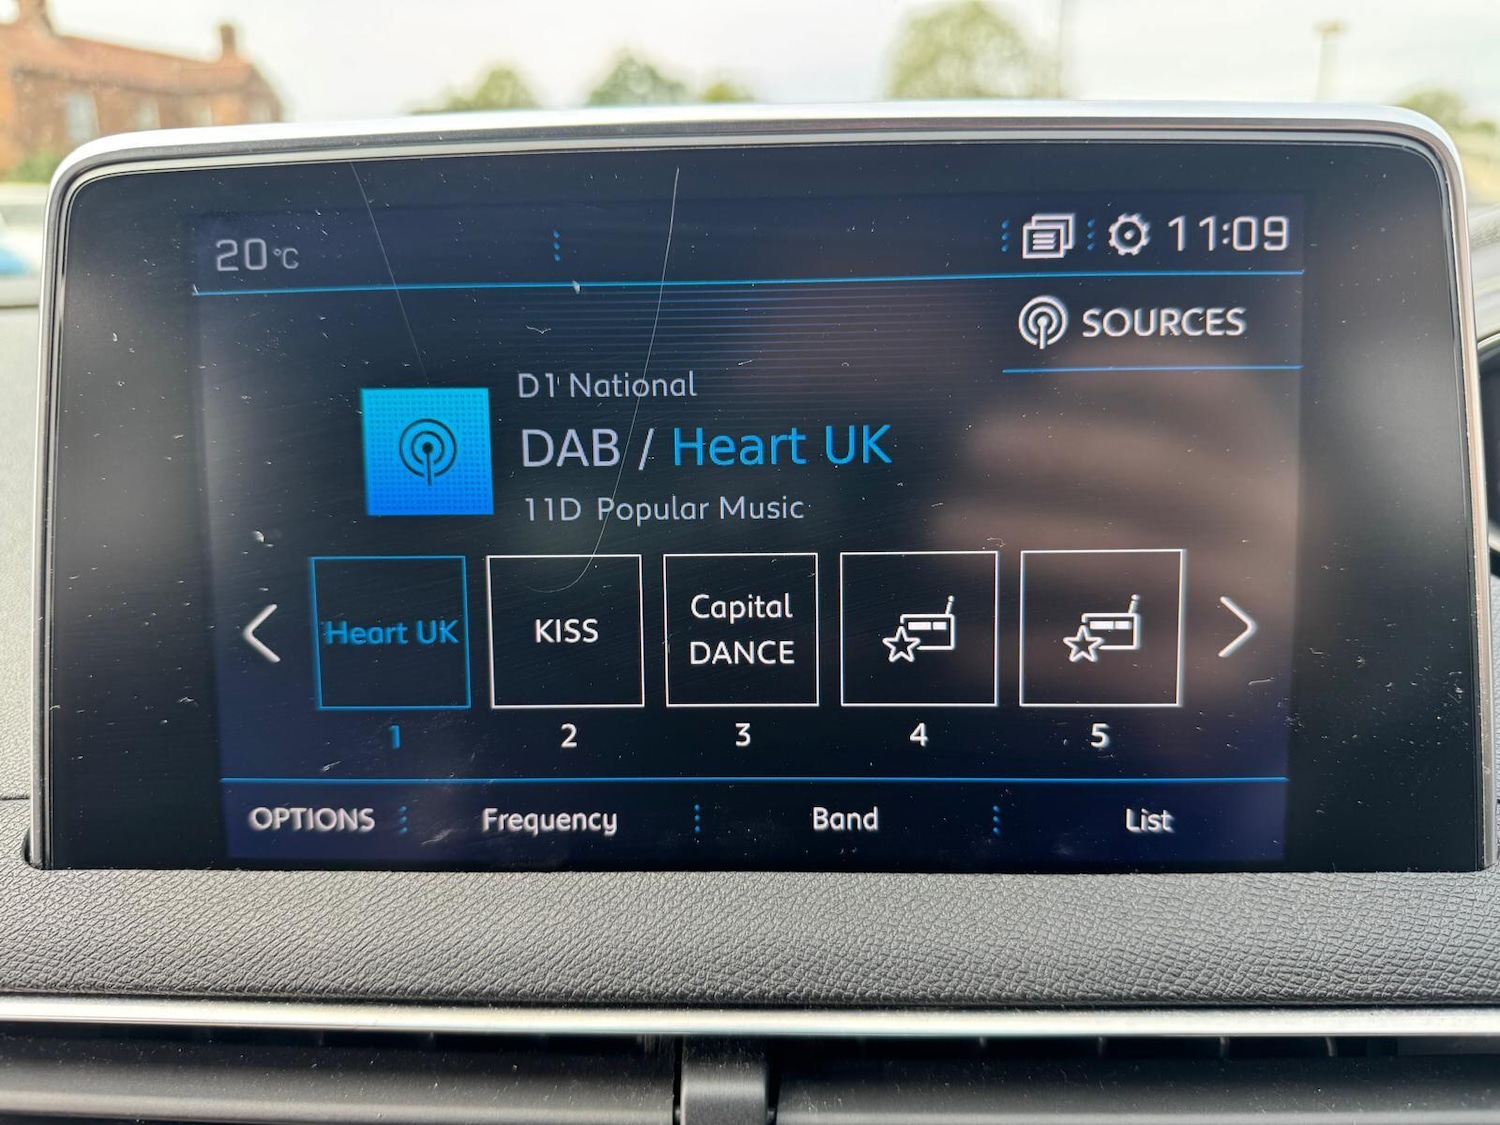 20°C
11:09
SOURCES
D1 National
DAB / Heart UK
11D Popular Music
Heart UK
KISS
Capital
DANCE
1
2
3
4
5
OPTIONS
Frequency
Band
List